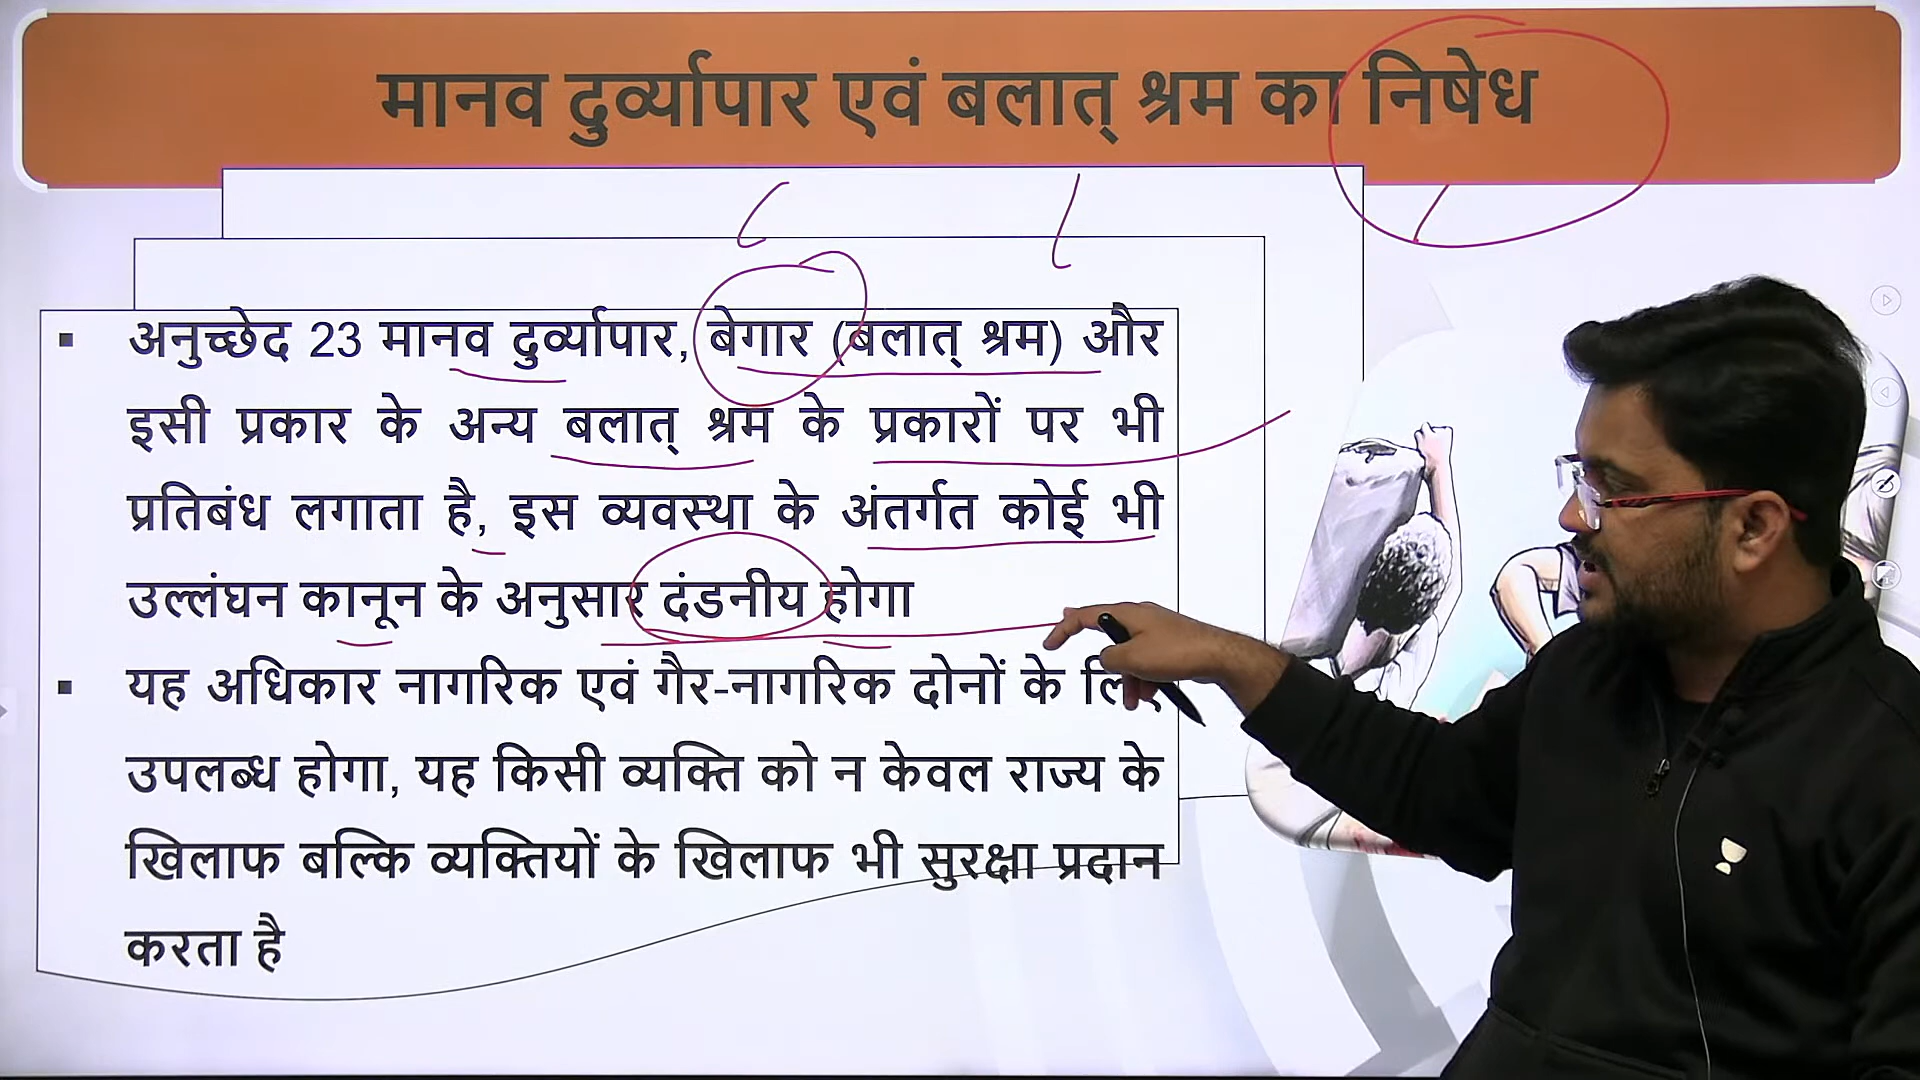 मानव दुर्व्यापार एवं बलात् श्रम का निषेध
▪ अनुच्छेद 23 मानव दुर्व्यापार, बेगार (बलात् श्रम) और
इसी प्रकार के अन्य बलात् श्रम के प्रकारों पर भी
प्रतिबंध लगाता है, इस व्यवस्था के अंतर्गत कोई भी
उल्लंघन कानून के अनुसार दंडनीय होगा
▪ यह अधिकार नागरिक एवं गैर-नागरिक दोनों के लिए
उपलब्ध होगा, यह किसी व्यक्ति को न केवल राज्य के
खिलाफ बल्कि व्यक्तियों के खिलाफ भी सुरक्षा प्रदान
करता है